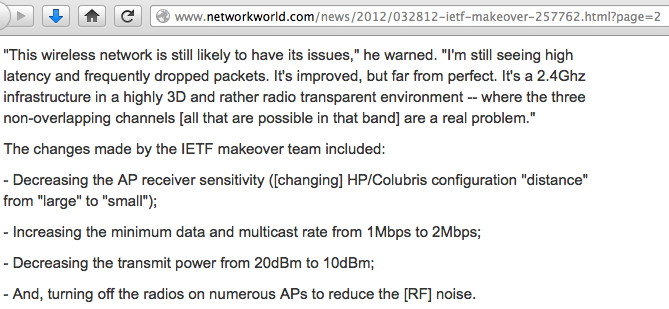 www.networkworld.com/news/2012/032812-ietf-makeover-257762.html?page=2
"This wireless network is still likely to have its issues," he warned. "I'm still seeing high
latency and frequently dropped packets. It's improved, but far from perfect. It's a 2.4Ghz
infrastructure in a highly 3D and rather radio transparent environment -- where the three
non-overlapping channels [all that are possible in that band] are a real problem."
The changes made by the IETF makeover team included:
- Decreasing the AP receiver sensitivity ([changing] HP/Colubris configuration "distance"
from "large" to "small");
- Increasing the minimum data and multicast rate from 1Mbps to 2Mbps;
- Decreasing the transmit power from 20dBm to 10dBm;
- And, turning off the radios on numerous APs to reduce the [RF] noise.